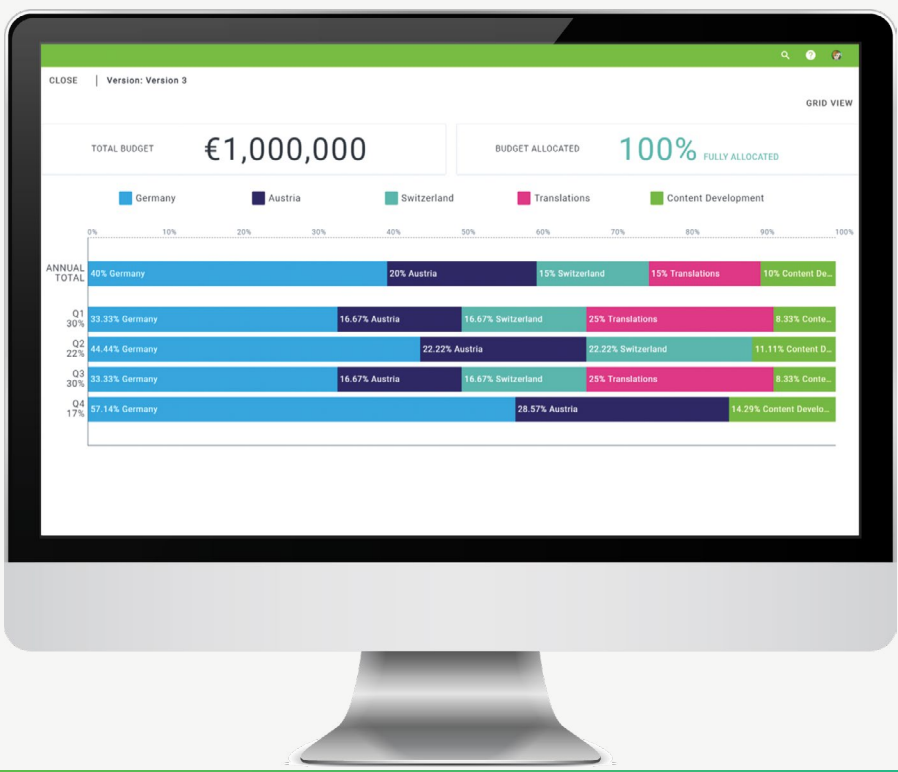 CLOSE | Version: Version 3
GRID VIEW
TOTAL BUDGET €1,000,000
BUDGET ALLOCATED 100% FULLY ALLOCATED
Germany Austria Switzerland Translations Content Development
0% 10% 20% 30% 40% 50% 60% 70% 80% 90% 100%
ANNUAL TOTAL 40% Germany 20% Austria 15% Switzerland 15% Translations 10% Content De...
Q1 30% 33.33% Germany 16.67% Austria 16.67% Switzerland 25% Translations 8.33% Conte...
Q2 22% 44.44% Germany 22.22% Austria 22.22% Switzerland 11.11% Content D...
Q3 30% 33.33% Germany 16.67% Austria 16.67% Switzerland 25% Translations 8.33% Conte...
Q4 17% 57.14% Germany 28.57% Austria 14.29% Content Develo...